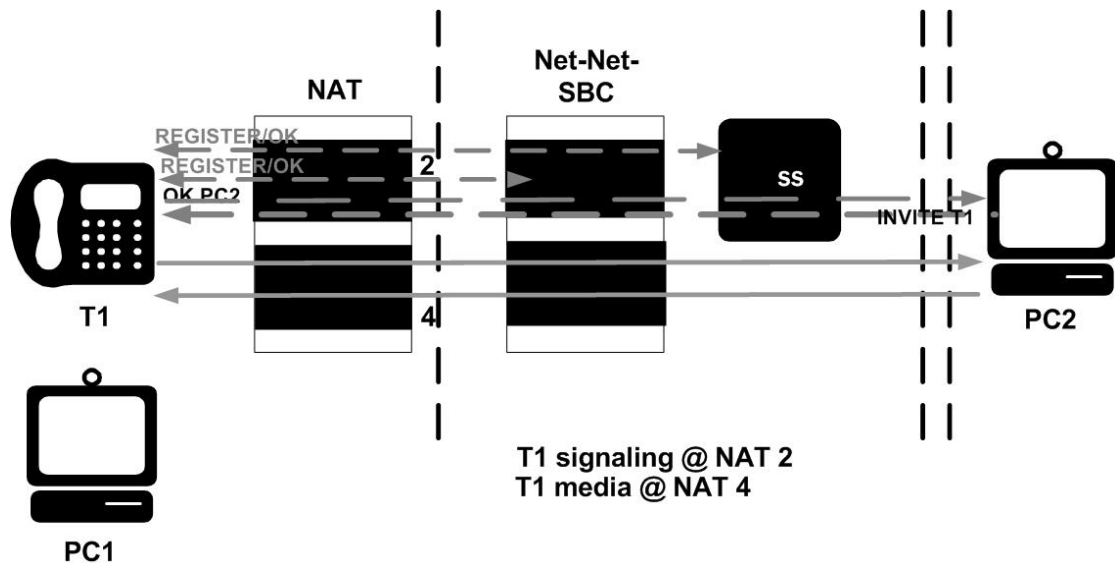 NAT
Net-Net-
SBC
REGISTER/OK
REGISTER/OK
2
OK PC2
SS
INVITE T1
T1
4
PC2
T1 signaling @ NAT 2
T1 media @ NAT 4
PC1